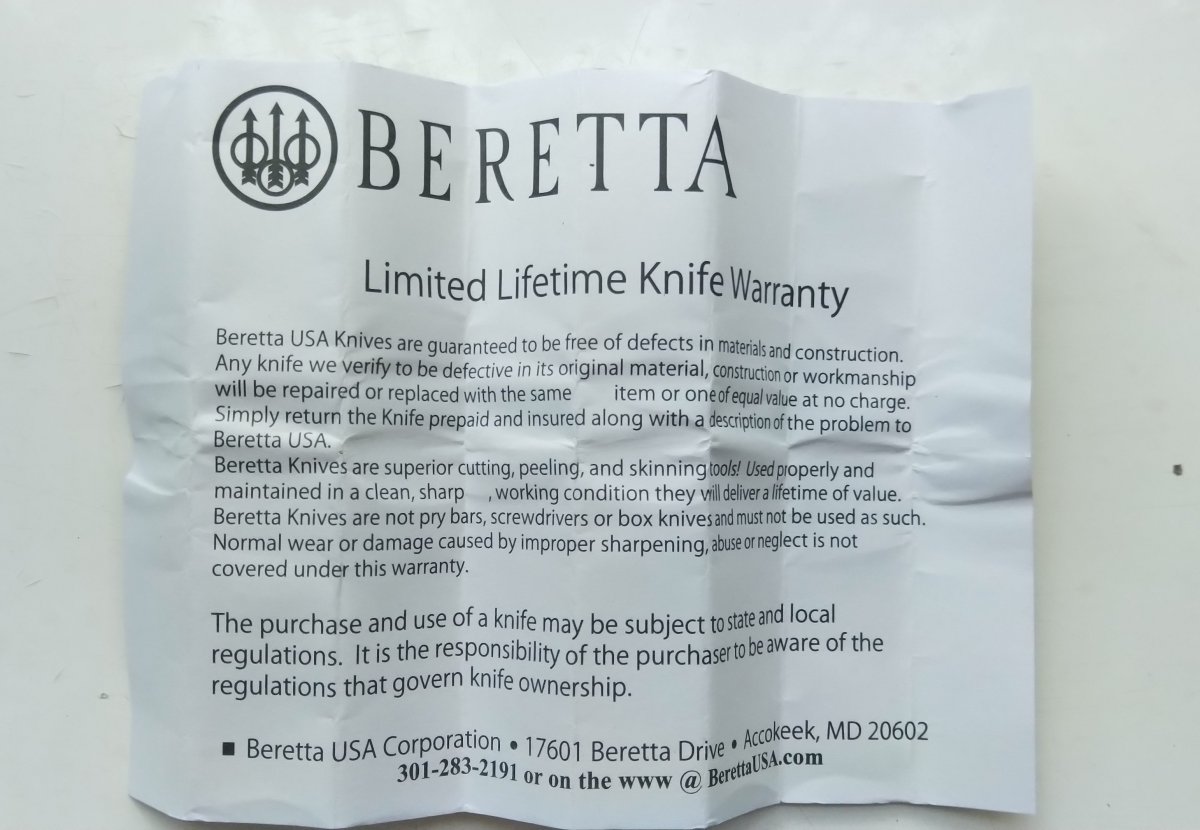 BERETTA
Limited Lifetime Knife Warranty
Beretta USA Knives are guaranteed to be free of defects in materials and construction.
Any knife we verify to be defective in its original material, construction or workmanship
will be repaired or replaced with the same item or one of equal value at no charge.
Simply return the Knife prepaid and insured along with a description of the problem to
Beretta USA.
Beretta Knives are superior cutting, peeling, and skinning tools! Used properly and
maintained in a clean, sharp , working condition they will deliver a lifetime of value.
Beretta Knives are not pry bars, screwdrivers or box knives and must not be used as such.
Normal wear or damage caused by improper sharpening, abuse or neglect is not
covered under this warranty.
The purchase and use of a knife may be subject to state and local
regulations. It is the responsibility of the purchaser to be aware of the
regulations that govern knife ownership.
■ Beretta USA Corporation • 17601 Beretta Drive • Accokeek, MD 20602
301-283-2191 or on the www @ BerettaUSA.com